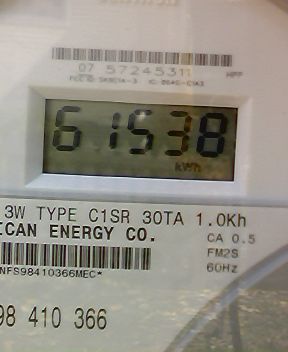 07 57245311 HPF
61538
kWh
3W TYPE C1SR 30TA 1.0Kh
ICAN ENERGY CO.
CA 0.5
FM2S
60Hz
NFS98410366MEC*
98 410 366